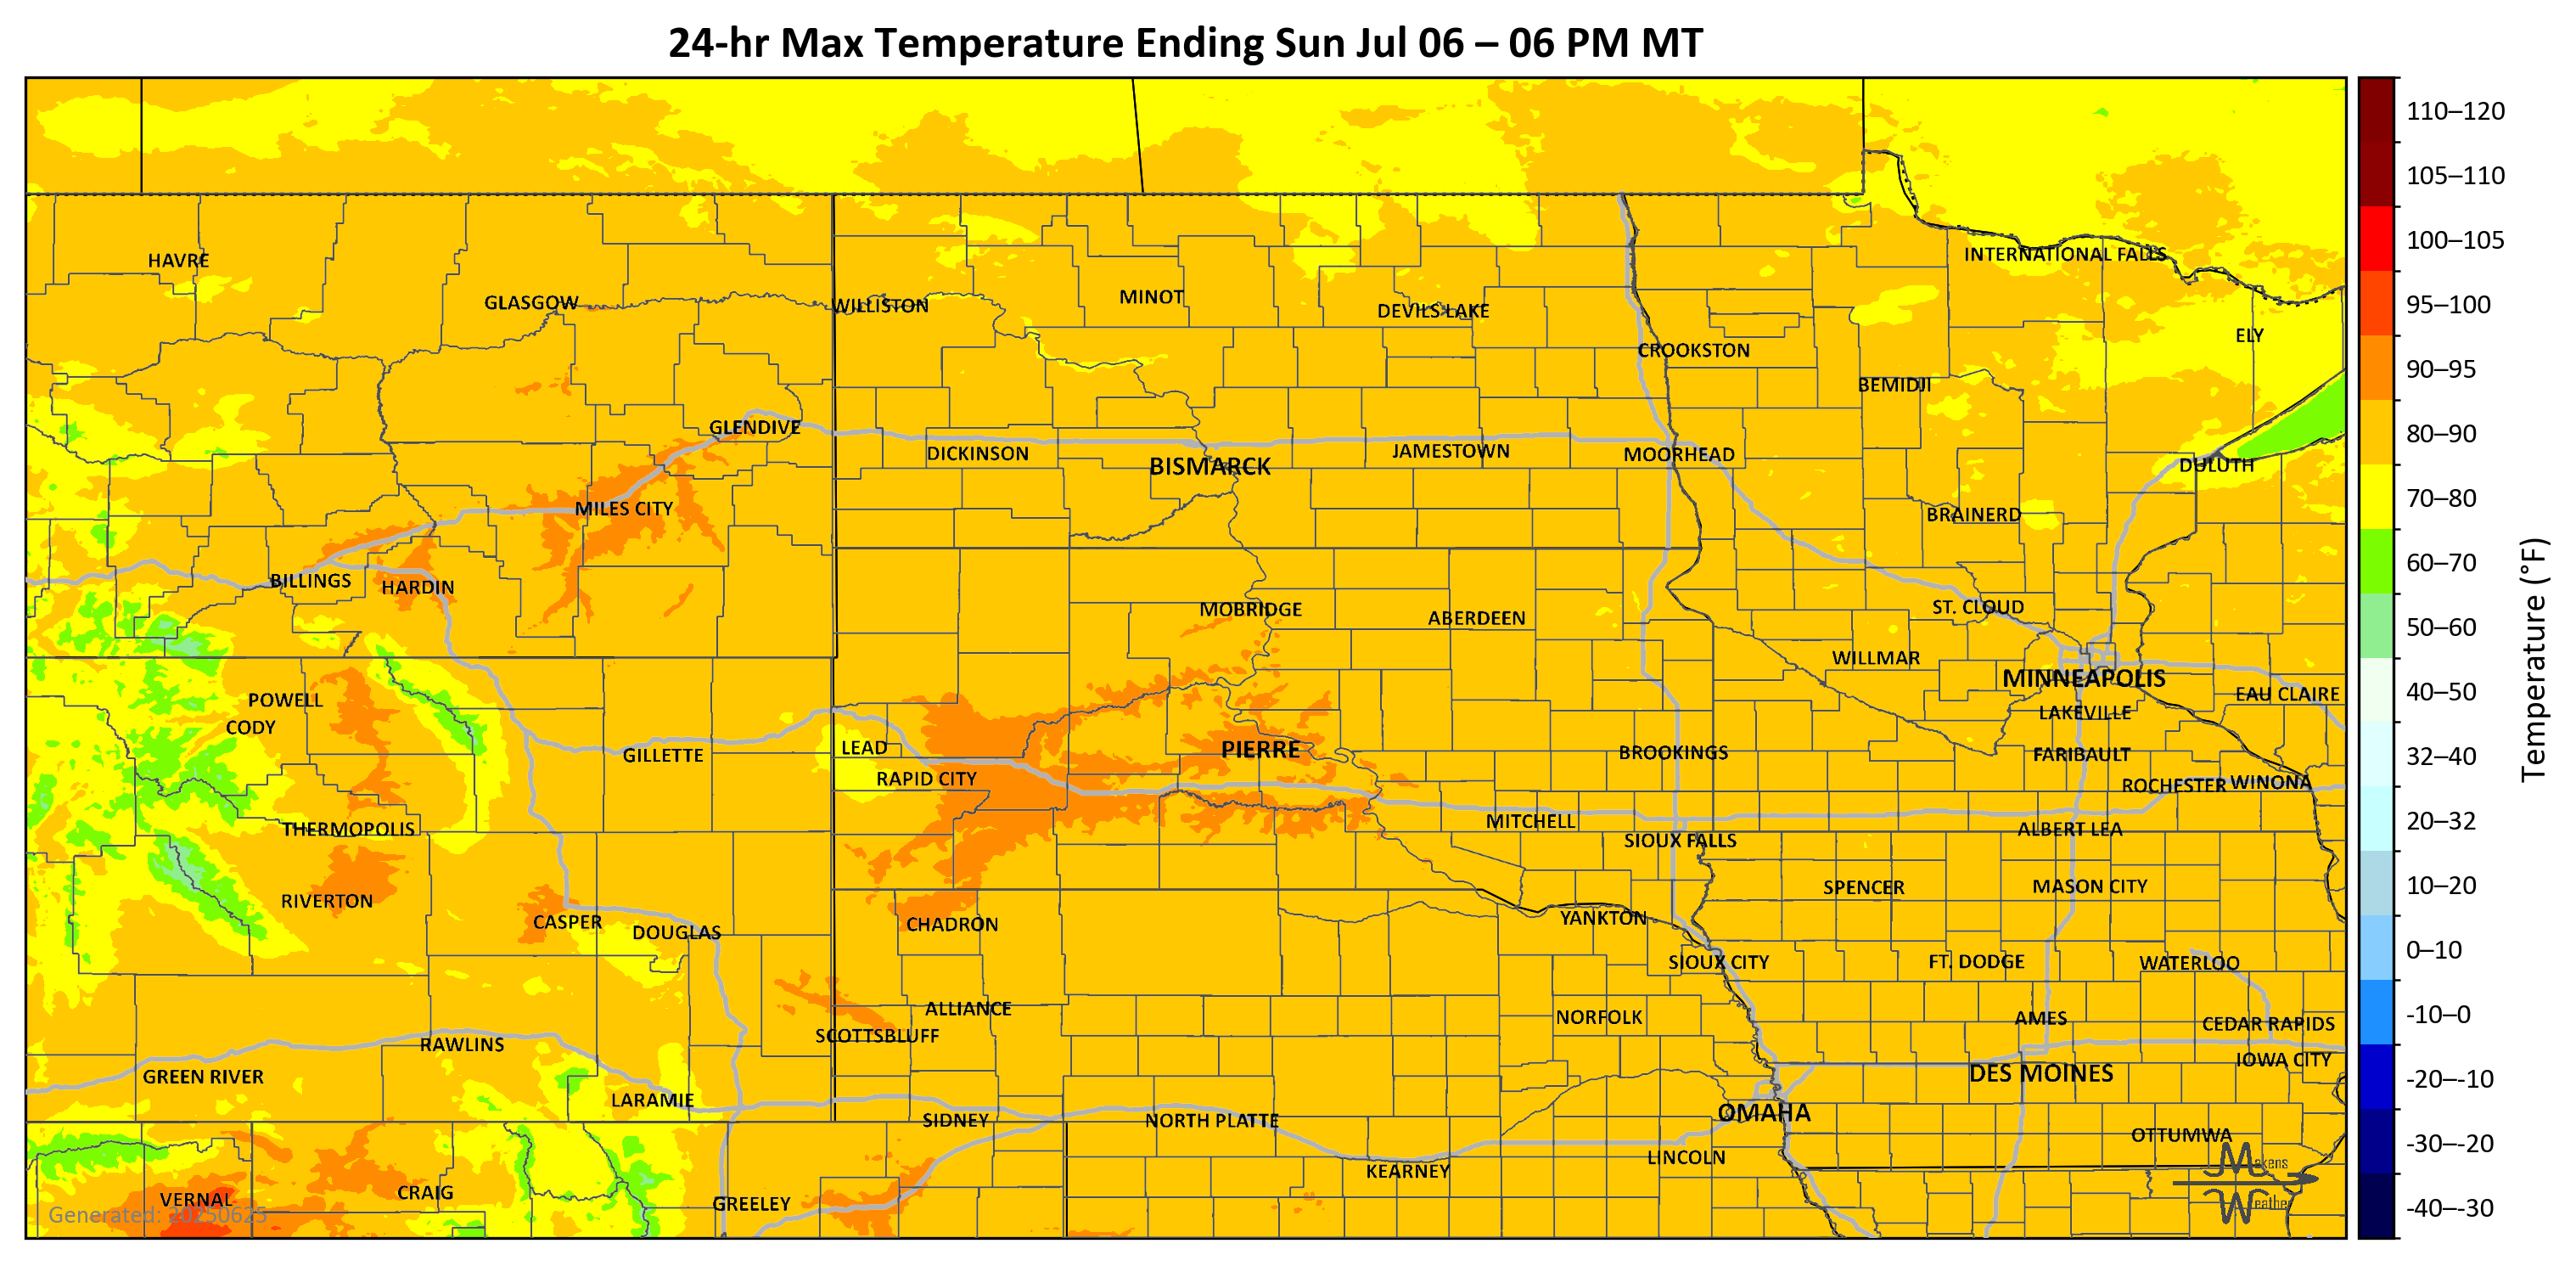 24-hr Max Temperature Ending Sun Jul 06 – 06 PM MT
110–120
105–110
HAVRE
INTERNATIONAL FALLS
100–105
GLASGOW
WILLISTON
MINOT
DEVILS LAKE
95–100
ELY
CROOKSTON
90–95
BEMIDJI
GLENDIVE
80–90
DICKINSON
BISMARCK
JAMESTOWN
MOORHEAD
DULUTH
70–80
MILES CITY
BRAINERD
60–70
BILLINGS
HARDIN
MOBRIDGE
ABERDEEN
ST. CLOUD
50–60
WILLMAR
MINNEAPOLIS
EAU CLAIRE
40–50
POWELL
CODY
LAKEVILLE
Temperature (°F)
GILLETTE
LEAD
PIERRE
BROOKINGS
FARIBAULT
32–40
RAPID CITY
ROCHESTER
WINONA
THERMOPOLIS
MITCHELL
SIOUX FALLS
ALBERT LEA
20–32
RIVERTON
SPENCER
MASON CITY
10–20
CASPER
DOUGLAS
CHADRON
YANKTON
SIOUX CITY
FT. DODGE
WATERLOO
0–10
ALLIANCE
NORFOLK
AMES
CEDAR RAPIDS
-10–0
SCOTTSBLUFF
RAWLINS
IOWA CITY
GREEN RIVER
DES MOINES
-20–-10
LARAMIE
SIDNEY
NORTH PLATTE
OMAHA
OTTUMWA
-30–-20
KEARNEY
LINCOLN
Makens
Weather
VERNAL
CRAIG
GREELEY
-40–-30
Generated: 20250625